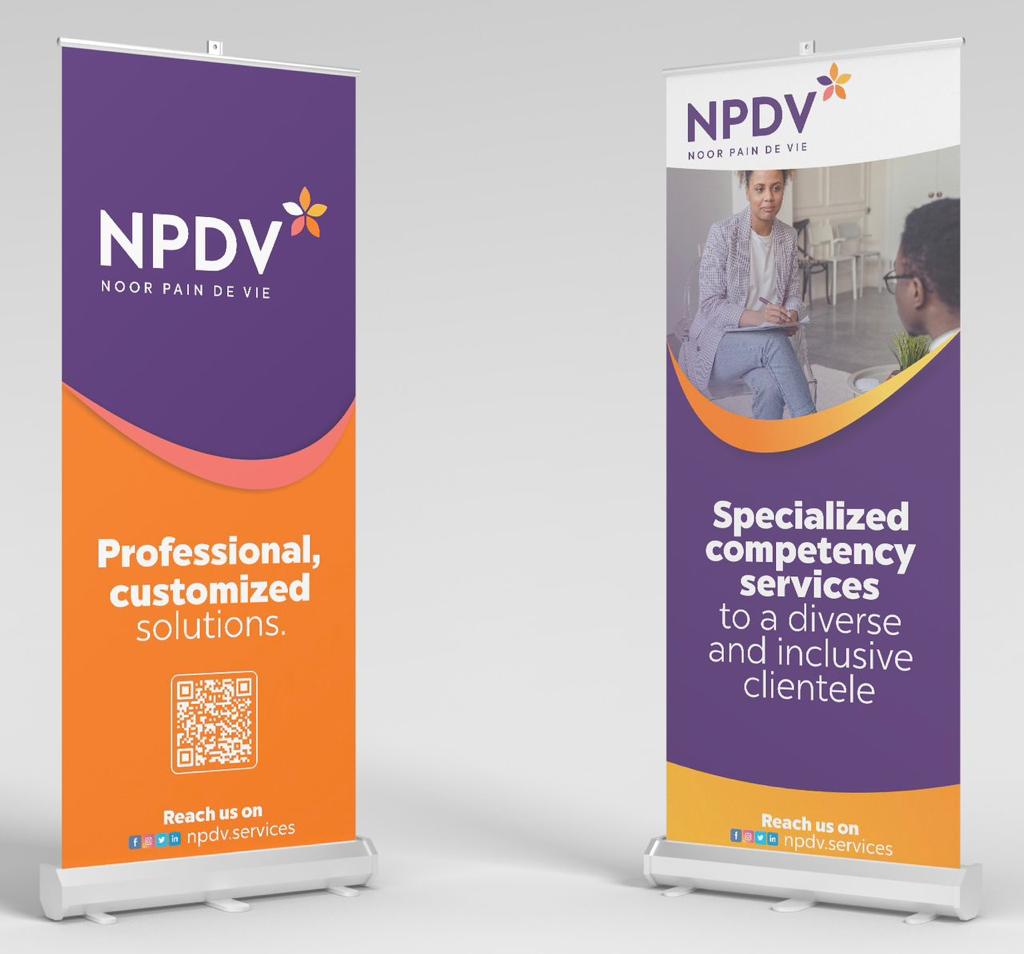 NPDV
NOOR PAIN DE VIE
Professional,
customized
solutions.
Reach us on
npdv.services
NPDV
NOOR PAIN DE VIE
Specialized
competency
services
to a diverse
and inclusive
clientele
Reach us on
npdv.services